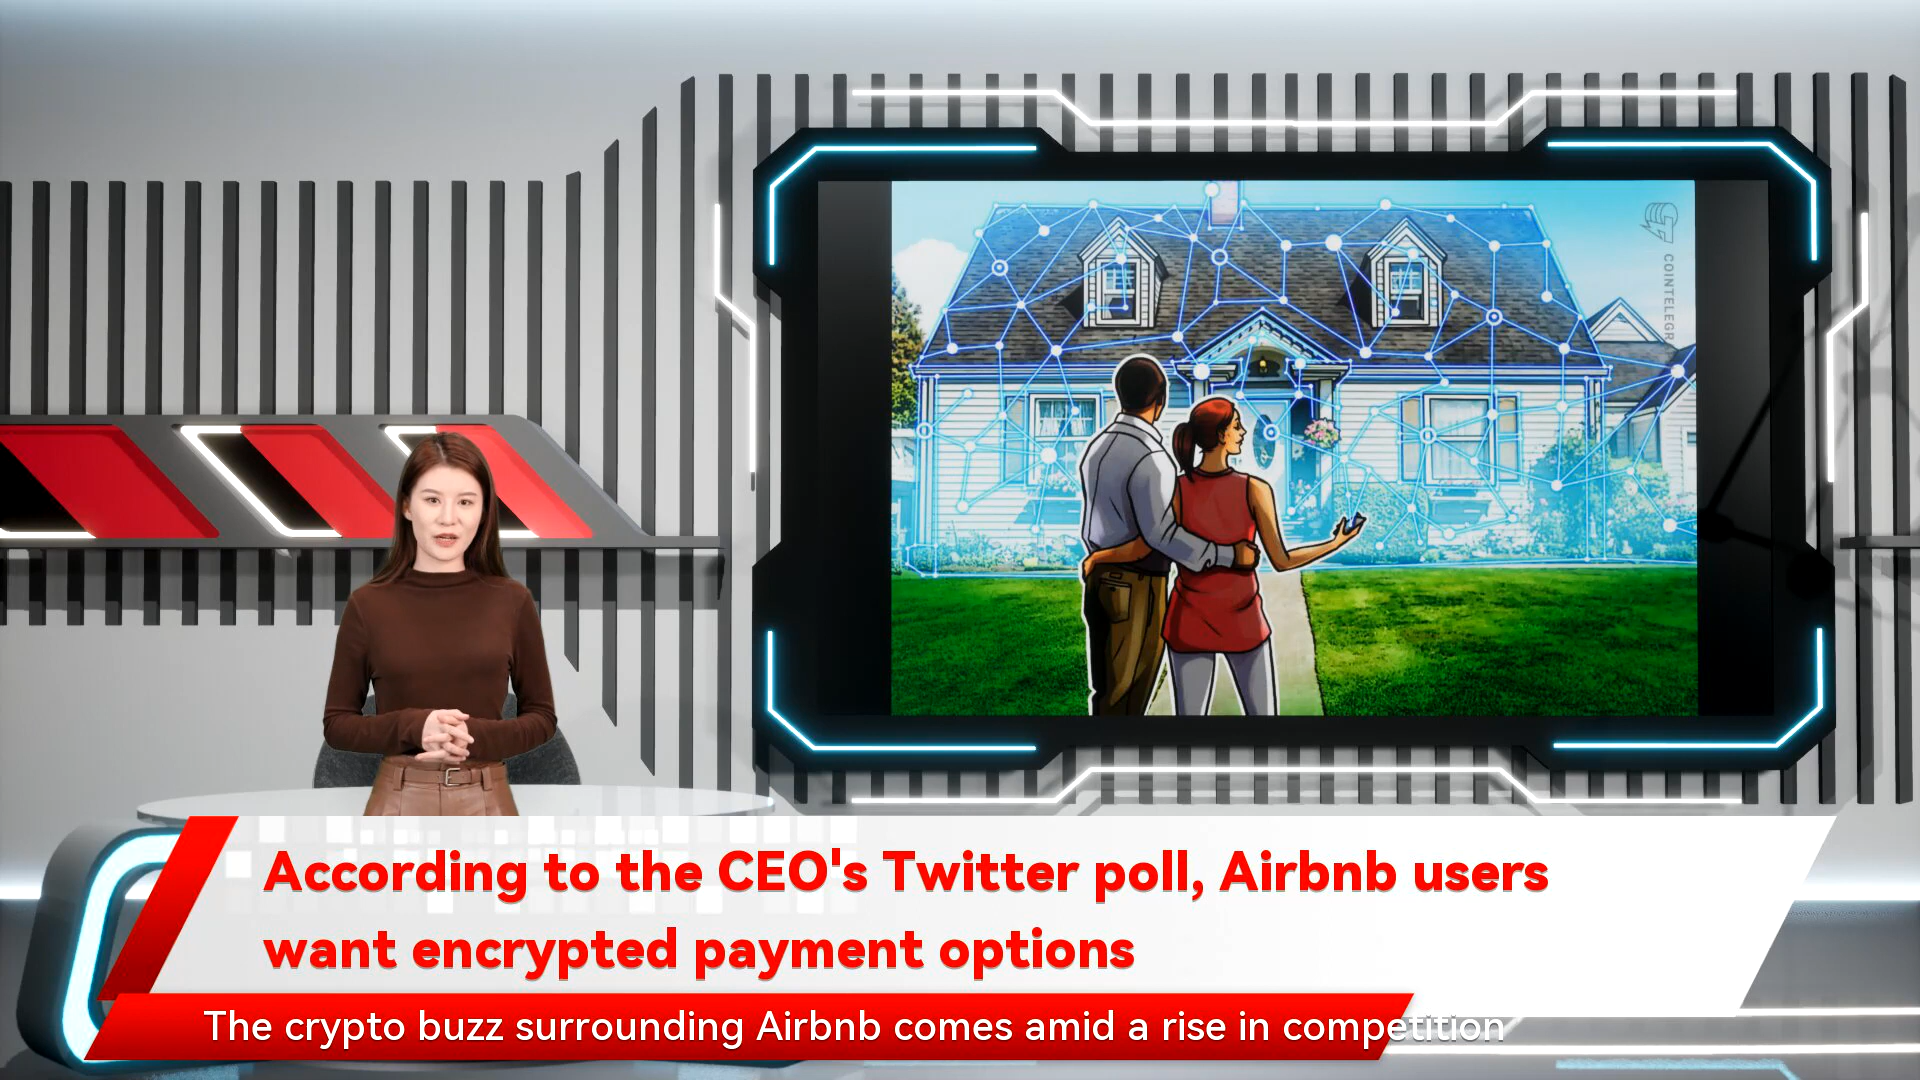 COINTELEGR
According to the CEO's Twitter poll, Airbnb users
want encrypted payment options
The crypto buzz surrounding Airbnb comes amid a rise in competition